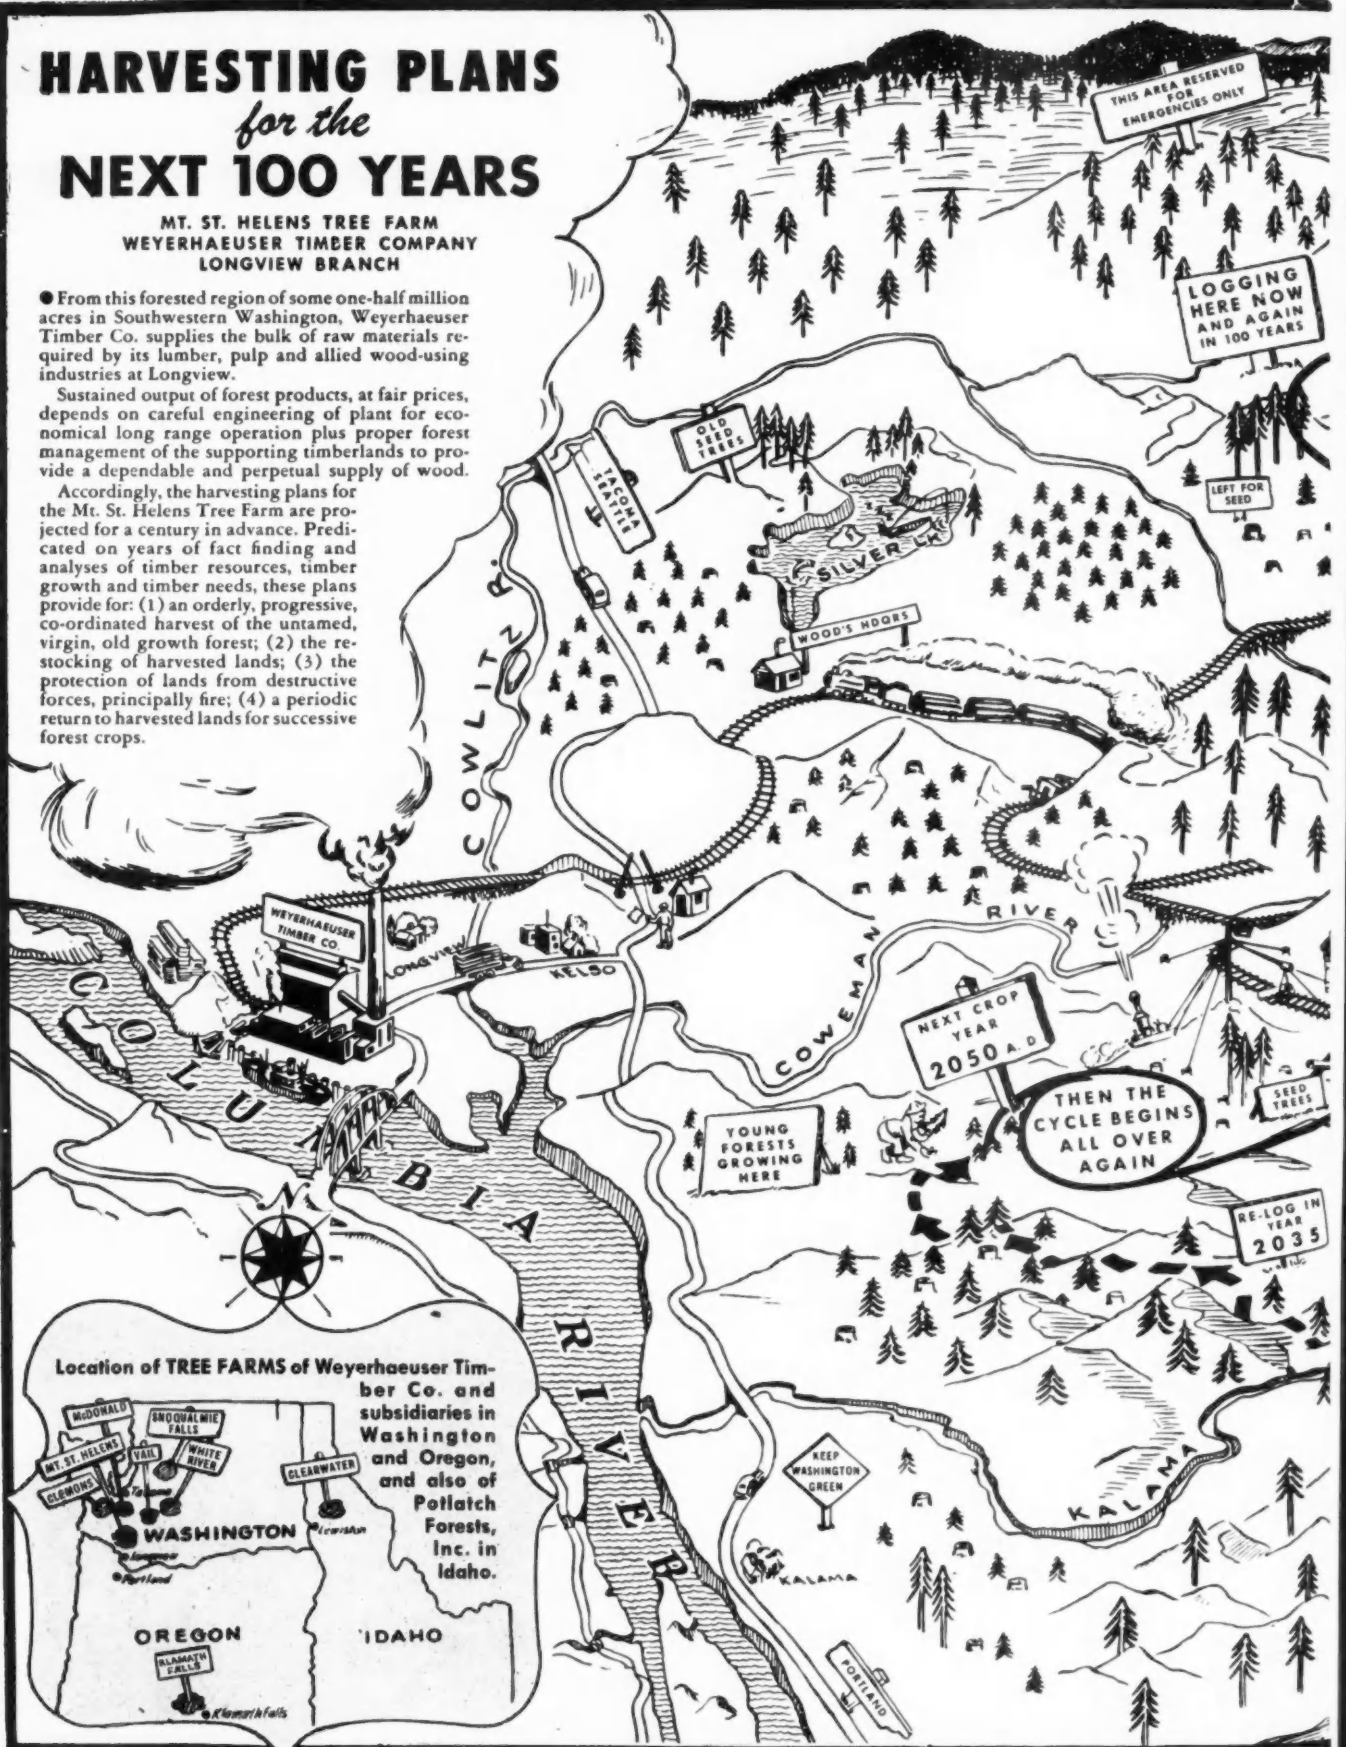 HARVESTING PLANS
for the
NEXT 100 YEARS
MT. ST. HELENS TREE FARM
WEYERHAEUSER TIMBER COMPANY
LONGVIEW BRANCH
● From this forested region of some one-half million
acres in Southwestern Washington, Weyerhaeuser
Timber Co. supplies the bulk of raw materials re-
quired by its lumber, pulp and allied wood-using
industries at Longview.
Sustained output of forest products, at fair prices,
depends on careful engineering of plant for eco-
nomical long range operation plus proper forest
management of the supporting timberlands to pro-
vide a dependable and perpetual supply of wood.
Accordingly, the harvesting plans for
the Mt. St. Helens Tree Farm are pro-
jected for a century in advance. Predi-
cated on years of fact finding and
analyses of timber resources, timber
growth and timber needs, these plans
provide for: (1) an orderly, progressive,
co-ordinated harvest of the untamed,
virgin, old growth forest; (2) the re-
stocking of harvested lands; (3) the
protection of lands from destructive
forces, principally fire; (4) a periodic
return to harvested lands for successive
forest crops.
THIS AREA RESERVED
FOR
EMERGENCIES ONLY
LOGGING
HERE NOW
AND AGAIN
IN 100 YEARS
OLD
SEED
TREES
TACOMA
SEATTLE
LEFT FOR
SEED
SILVER LK.
COWLITZ R.
WOOD'S HDQRS
WEYERHAEUSER
TIMBER CO.
LONGVIEW
KELSO
COWEMAN RIVER
NEXT CROP
YEAR
2050 A.D
THEN THE
CYCLE BEGINS
ALL OVER
AGAIN
SEED
TREES
YOUNG
FORESTS
GROWING
HERE
RE-LOG IN
YEAR
2035
COLUMBIA RIVER
N
KEEP
WASHINGTON
GREEN
KALAMA
KALAMA
PORTLAND
Location of TREE FARMS of Weyerhaeuser Tim-
ber Co. and
subsidiaries in
Washington
and Oregon,
and also of
Potlatch
Forests,
Inc. in
Idaho.
McDONALD
SNOQUALMIE
FALLS
MT. ST. HELENS
VAIL
WHITE
RIVER
CLEMONS
CLEARWATER
Tacoma
WASHINGTON
Lewiston
Longview
Portland
OREGON
IDAHO
KLAMATH
FALLS
Klamath Falls